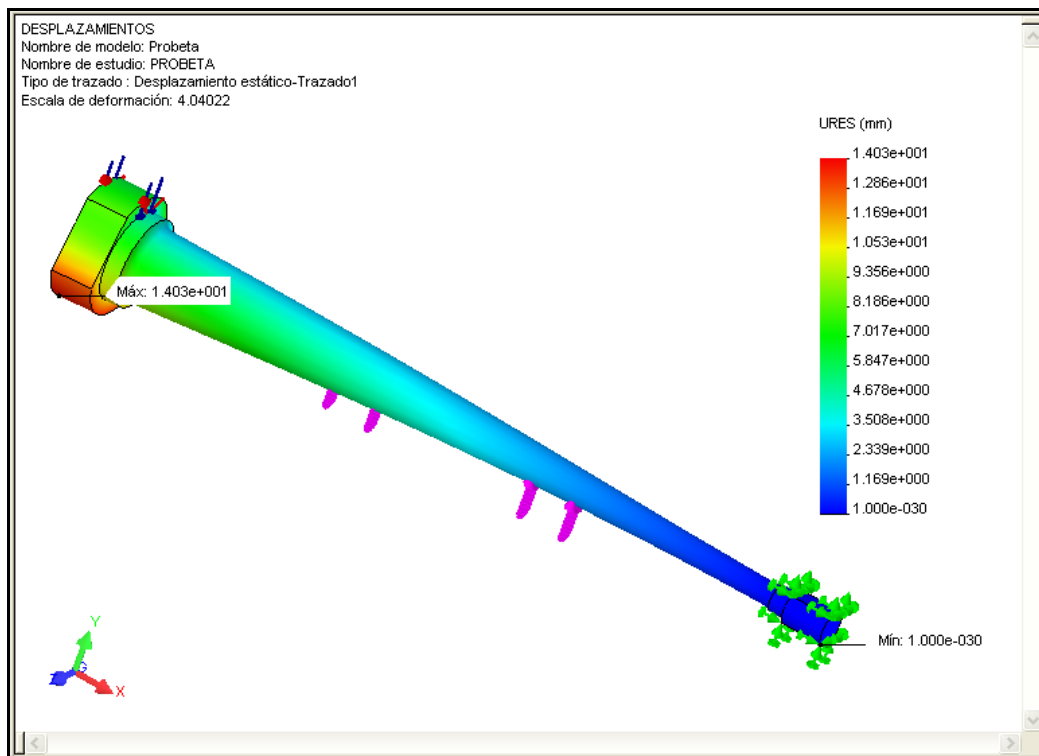 DESPLAZAMIENTOS
Nombre de modelo: Probeta
Nombre de estudio: PROBETA
Tipo de trazado : Desplazamiento estático-Trazado1
Escala de deformación: 4.04022
URES (mm)
1.403e+001
1.286e+001
1.169e+001
1.053e+001
9.356e+000
8.186e+000
7.017e+000
5.847e+000
4.678e+000
3.508e+000
2.339e+000
1.169e+000
1.000e-030
Máx: 1.403e+001
Mín: 1.000e-030
Y
Z
G
X